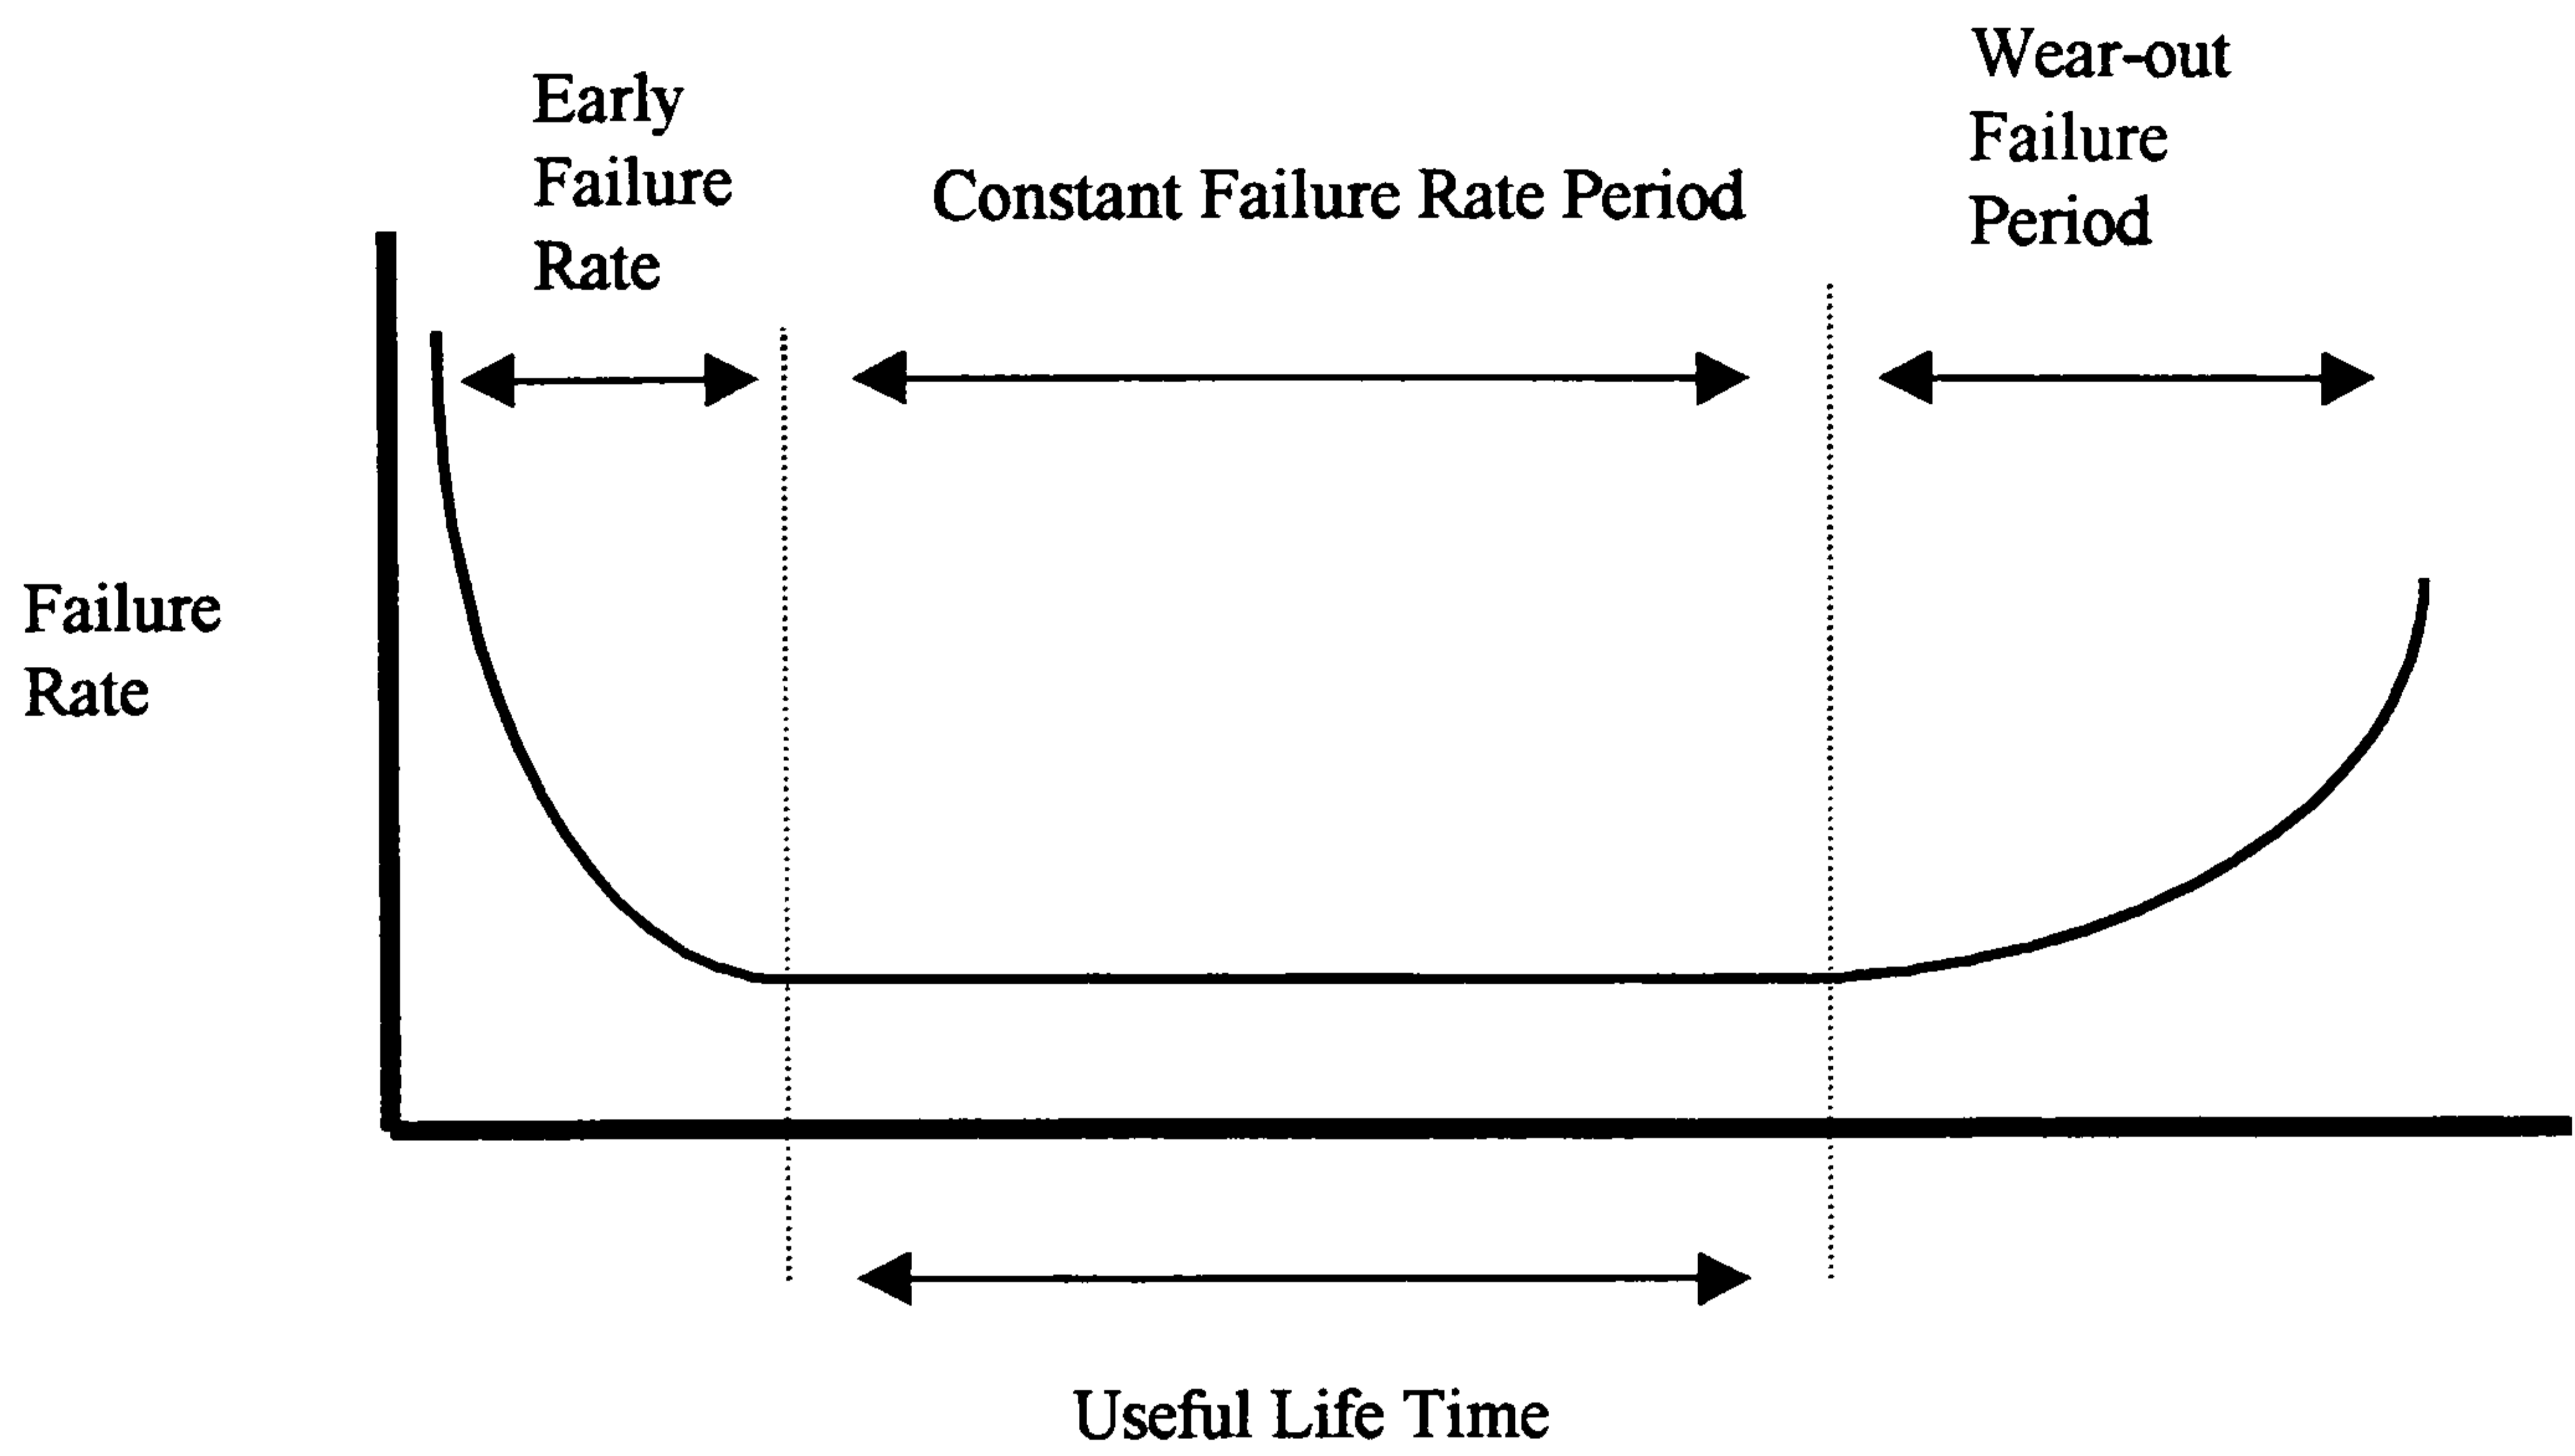 Early
Failure
Rate
Constant Failure Rate Period
Wear-out
Failure
Period
Failure
Rate
Useful Life Time